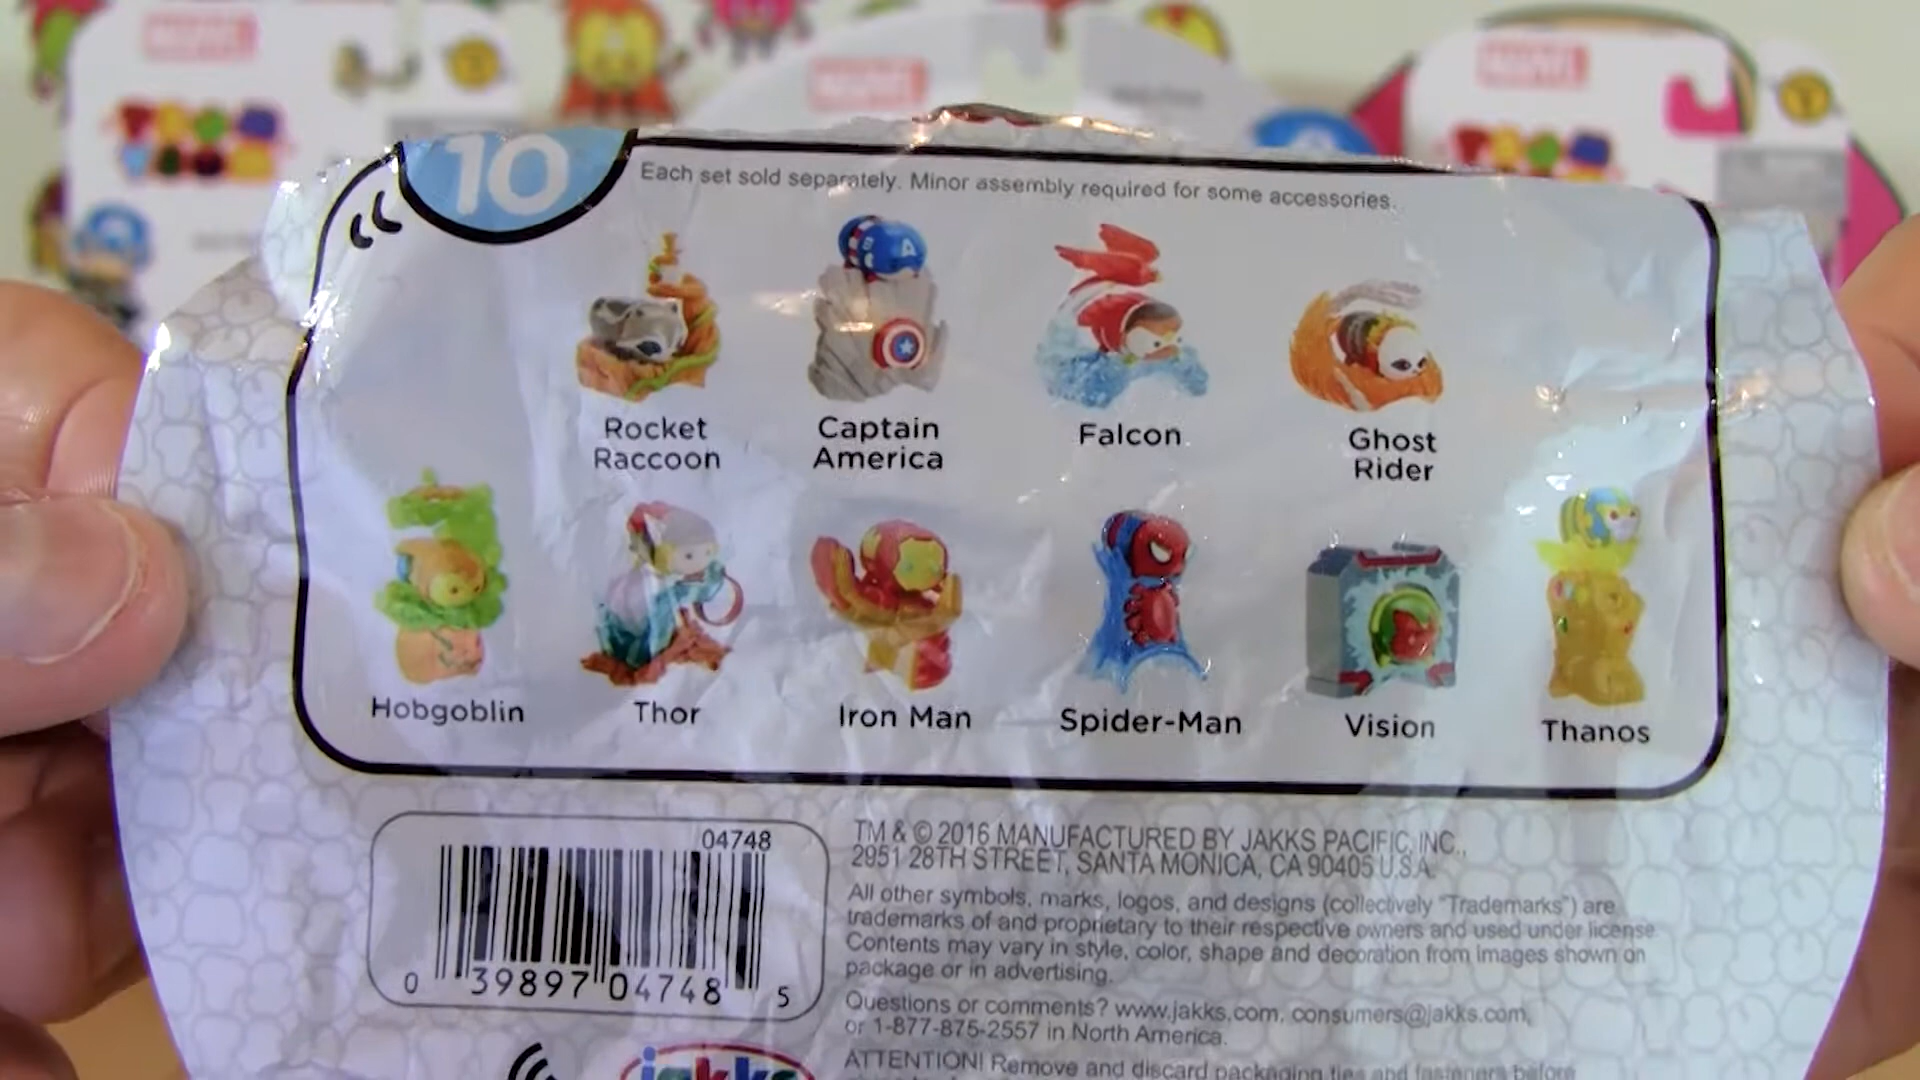 MARVEL
MARVEL
MARVEL
10
Each set sold separately. Minor assembly required for some accessories.
A
Rocket
Raccoon
Captain
America
Falcon
Ghost
Rider
Hobgoblin
Thor
Iron Man
Spider-Man
Vision
Thanos
04748
0 39897 04748 5
TM & © 2016 MANUFACTURED BY JAKKS PACIFIC, INC.,
2951 28TH STREET, SANTA MONICA, CA 90405 U.S.A.
All other symbols, marks, logos, and designs (collectively "Trademarks") are
trademarks of and proprietary to their respective owners and used under license.
Contents may vary in style, color, shape and decoration from images shown on
package or in advertising.
Questions or comments? www.jakks.com, consumers@jakks.com,
or 1-877-875-2557 in North America.
jakks
ATTENTION! Remove and discard packaging ties and fasteners before